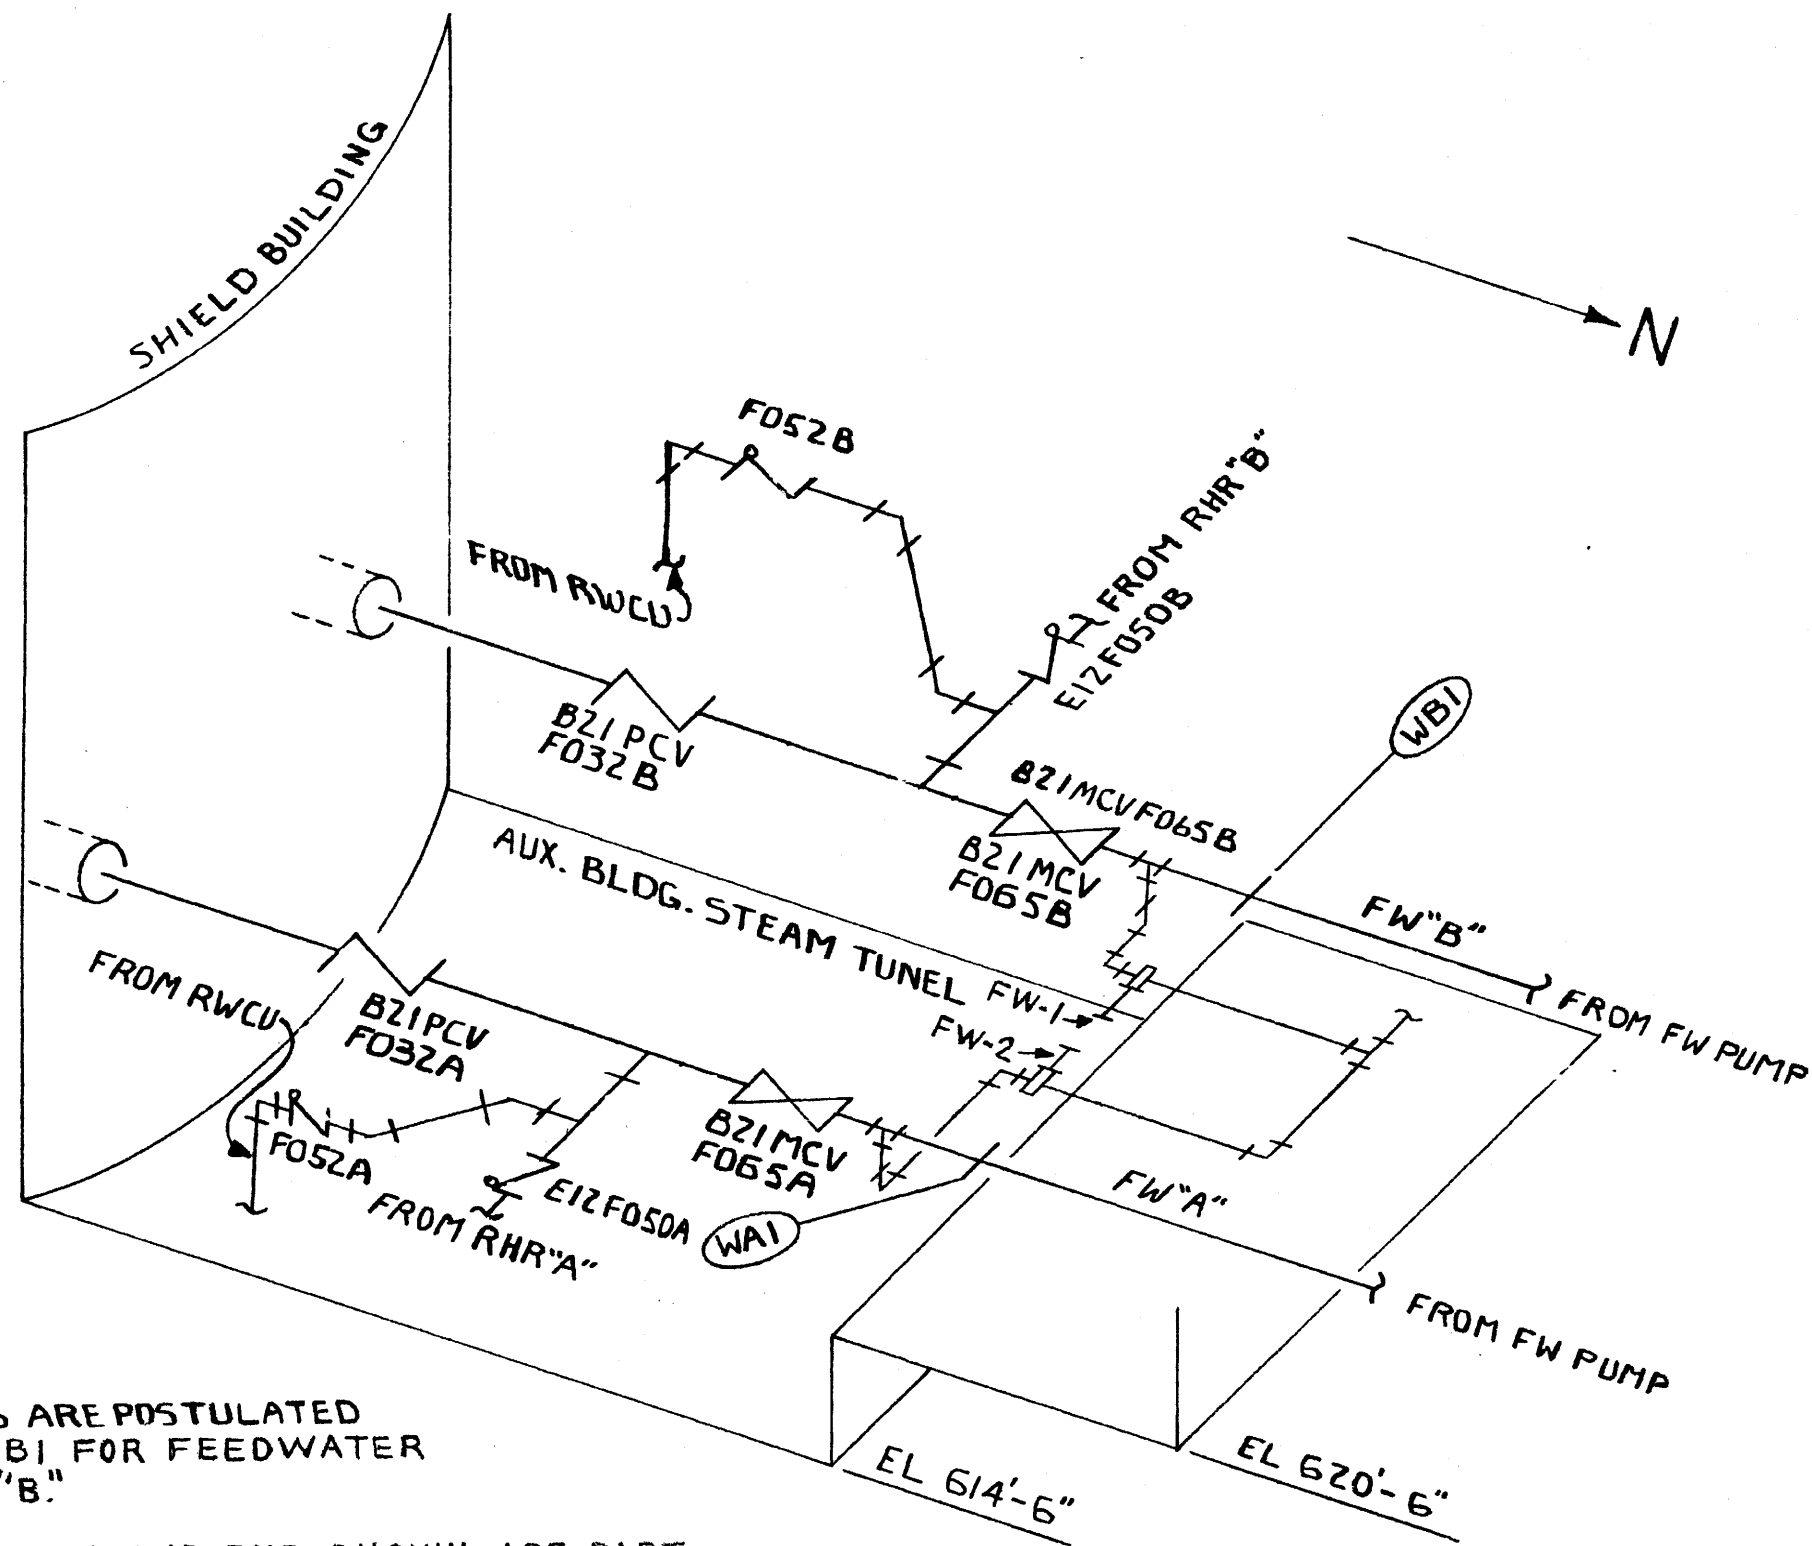 SHIELD BUILDING
N
F052B
FROM RWCU
FROM RHR "B"
E12F050B
WB1
B21 PCV
F032B
B21MCVF065B
B21 MCV
F065B
AUX. BLDG. STEAM TUNEL
FW "B"
FROM FW PUMP
FW-1
FW-2
FROM RWCU
B21PCV
F032A
F052A
B21MCV
F065A
E12F050A
FROM RHR "A"
WA1
FW "A"
FROM FW PUMP
EL 614'-6"
EL 620'-6"
ARE POSTULATED
B1 FOR FEEDWATER
"B."